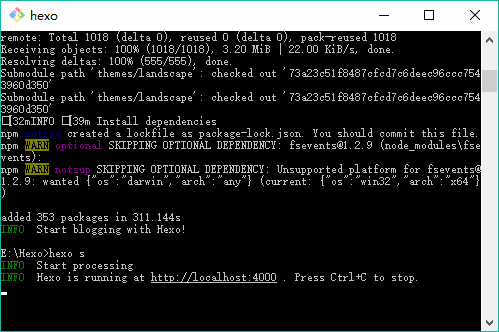 hexo
remote: Total 1018 (delta 0), reused 0 (delta 0), pack-reused 1018
Receiving objects: 100% (1018/1018), 3.20 MiB | 22.00 KiB/s, done.
Resolving deltas: 100% (555/555), done.
Submodule path 'themes/landscape': checked out '73a23c51f8487cfcd7c6deec96ccc754
3960d350'
Submodule path 'themes/landscape': checked out '73a23c51f8487cfcd7c6deec96ccc754
3960d350'
□[32mINFO □[39m Install dependencies
npm notice created a lockfile as package-lock.json. You should commit this file.
npm WARN optional SKIPPING OPTIONAL DEPENDENCY: fsevents@1.2.9 (node_modules\fse
vents):
npm WARN notsup SKIPPING OPTIONAL DEPENDENCY: Unsupported platform for fsevents@
1.2.9: wanted {"os":"darwin","arch":"any"} (current: {"os":"win32","arch":"x64"}
)
added 353 packages in 311.144s
INFO  Start blogging with Hexo!
E:\Hexo>hexo s
INFO  Start processing
INFO  Hexo is running at http://localhost:4000 . Press Ctrl+C to stop.